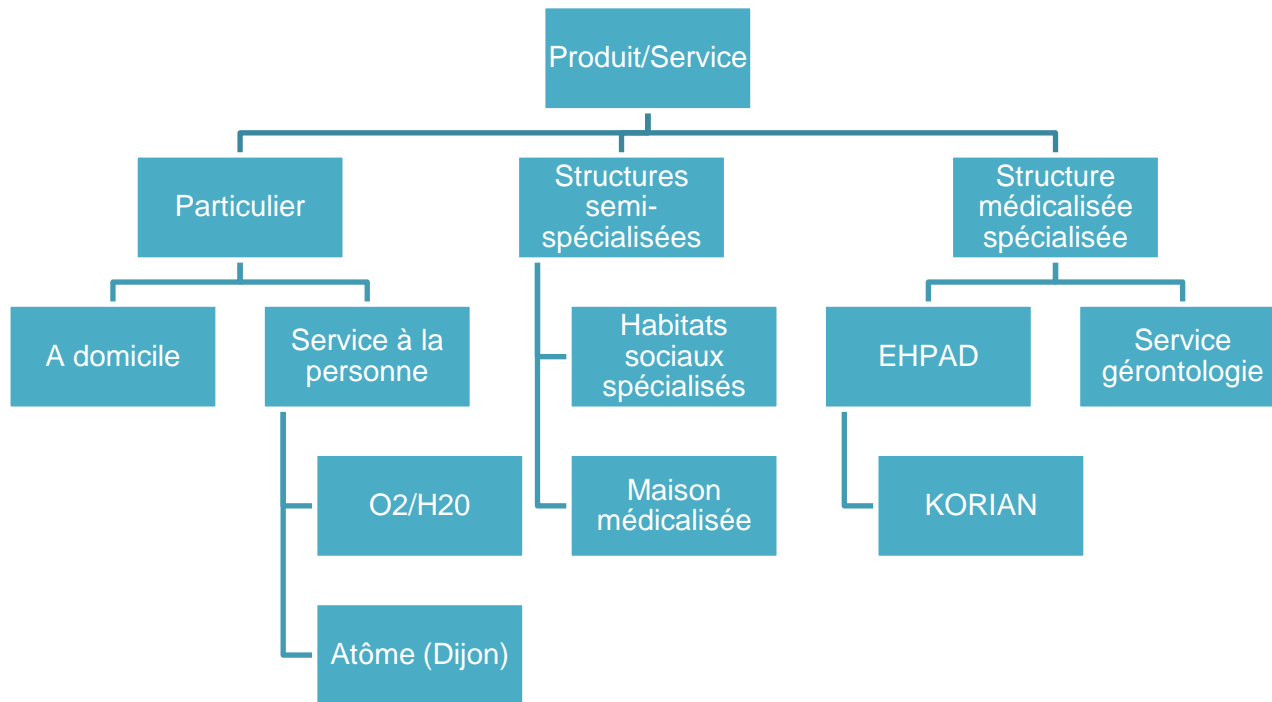 Produit/Service
Particulier
Structures
semi-
spécialisées
Structure
médicalisée
spécialisée
A domicile
Service à la
personne
Habitats
sociaux
spécialisés
EHPAD
Service
gérontologie
O2/H20
Maison
médicalisée
KORIAN
Atôme (Dijon)